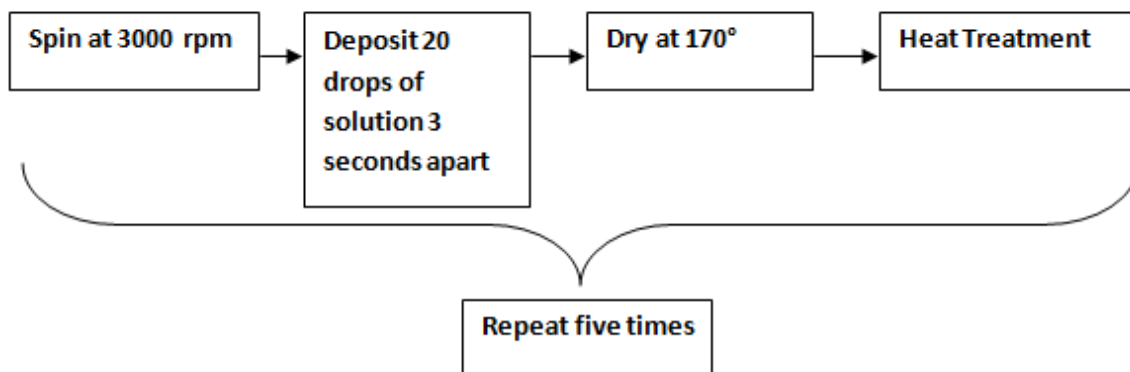 Spin at 3000 rpm
Deposit 20
drops of
solution 3
seconds apart
Dry at 170°
Heat Treatment
Repeat five times